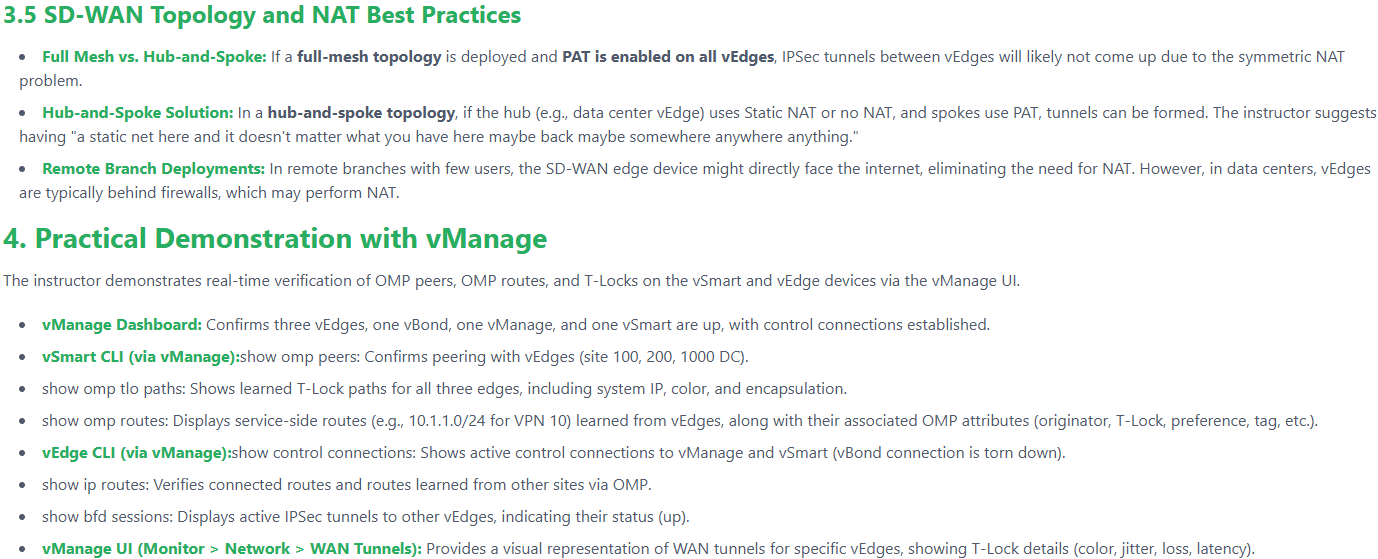 3.5 SD-WAN Topology and NAT Best Practices
• Full Mesh vs. Hub-and-Spoke: If a full-mesh topology is deployed and PAT is enabled on all vEdges, IPSec tunnels between vEdges will likely not come up due to the symmetric NAT
problem.
• Hub-and-Spoke Solution: In a hub-and-spoke topology, if the hub (e.g., data center vEdge) uses Static NAT or no NAT, and spokes use PAT, tunnels can be formed. The instructor suggests
having "a static net here and it doesn't matter what you have here maybe back maybe somewhere anywhere anything."
• Remote Branch Deployments: In remote branches with few users, the SD-WAN edge device might directly face the internet, eliminating the need for NAT. However, in data centers, vEdges
are typically behind firewalls, which may perform NAT.
4. Practical Demonstration with vManage
The instructor demonstrates real-time verification of OMP peers, OMP routes, and T-Locks on the vSmart and vEdge devices via the vManage UI.
• vManage Dashboard: Confirms three vEdges, one vBond, one vManage, and one vSmart are up, with control connections established.
• vSmart CLI (via vManage):show omp peers: Confirms peering with vEdges (site 100, 200, 1000 DC).
• show omp tlo paths: Shows learned T-Lock paths for all three edges, including system IP, color, and encapsulation.
• show omp routes: Displays service-side routes (e.g., 10.1.1.0/24 for VPN 10) learned from vEdges, along with their associated OMP attributes (originator, T-Lock, preference, tag, etc.).
• vEdge CLI (via vManage):show control connections: Shows active control connections to vManage and vSmart (vBond connection is torn down).
• show ip routes: Verifies connected routes and routes learned from other sites via OMP.
• show bfd sessions: Displays active IPSec tunnels to other vEdges, indicating their status (up).
• vManage UI (Monitor > Network > WAN Tunnels): Provides a visual representation of WAN tunnels for specific vEdges, showing T-Lock details (color, jitter, loss, latency).